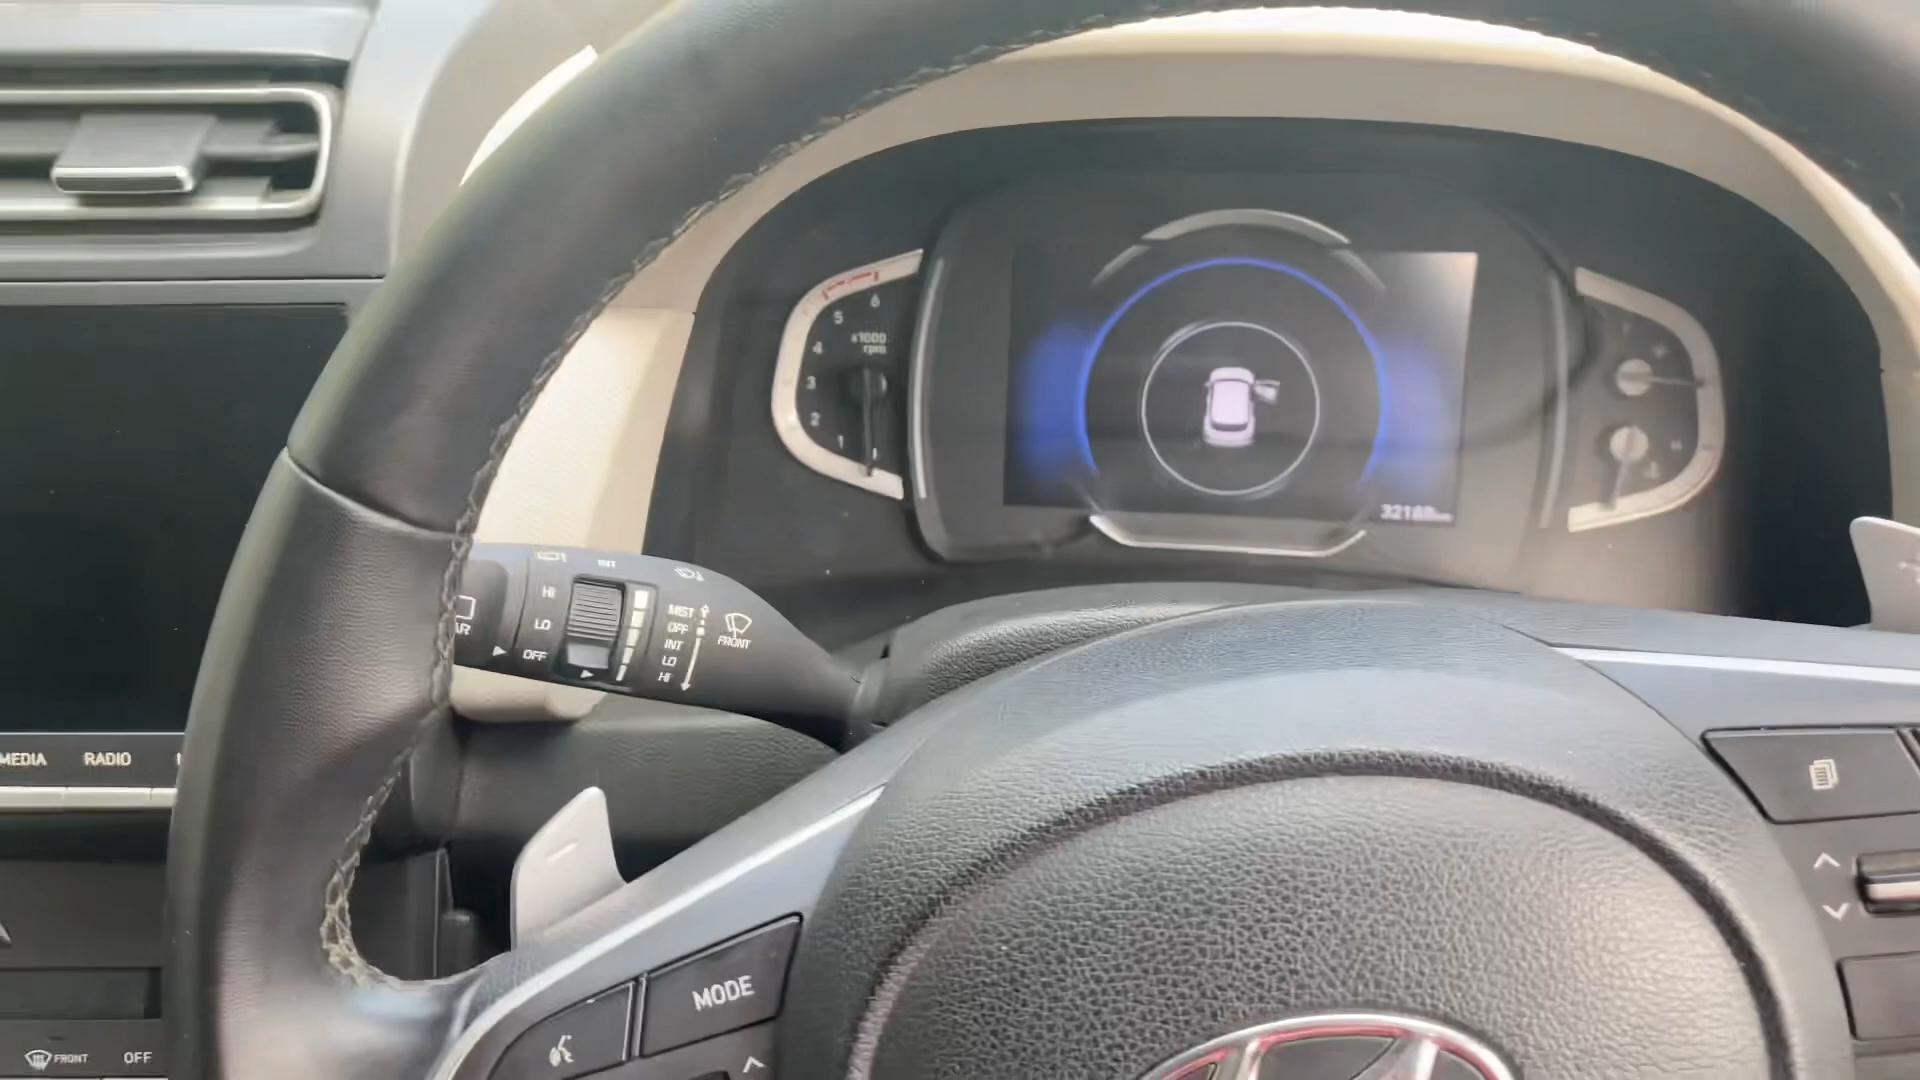 6
5
x1000
rpm
4
3
2
1
INT
HI
LO
OFF
MIST
OFF
INT
LO
HI
FRONT
MEDIA
RADIO
MODE
FRONT
OFF